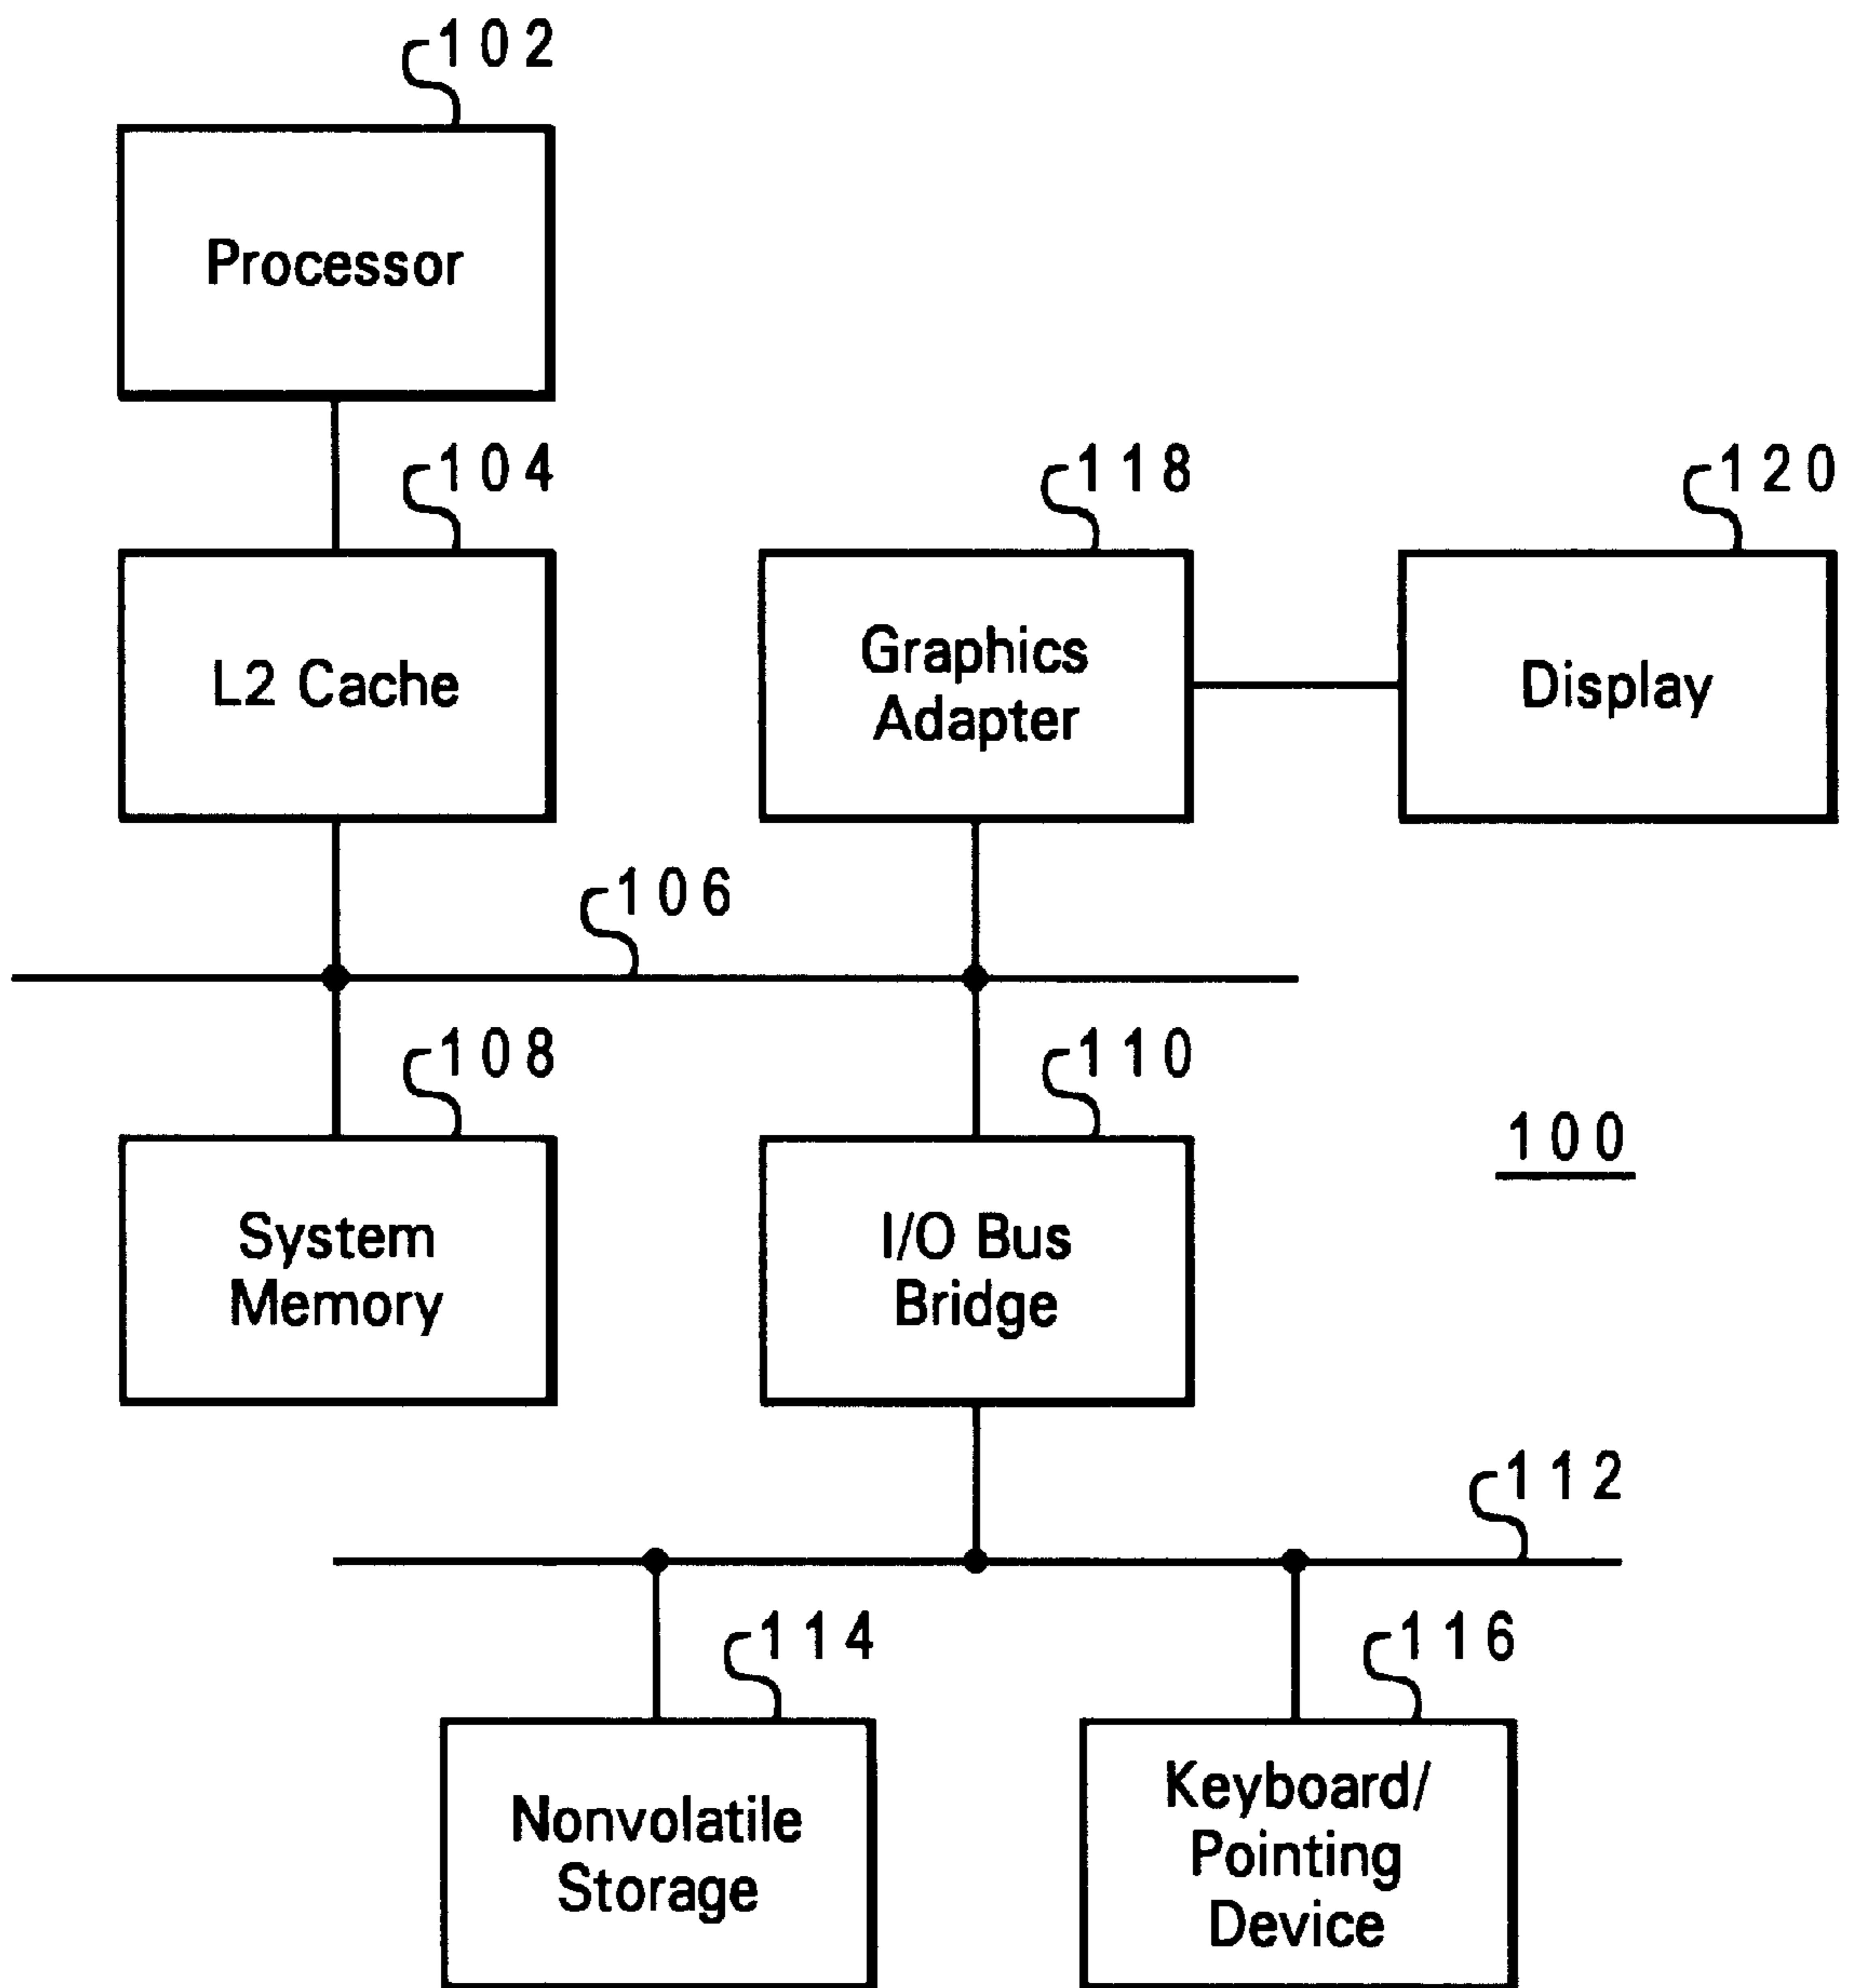 102
Processor
104
118
120
L2 Cache
Graphics
Adapter
Display
106
108
110
100
System
Memory
I/O Bus
Bridge
112
114
116
Nonvolatile
Storage
Keyboard/
Pointing
Device